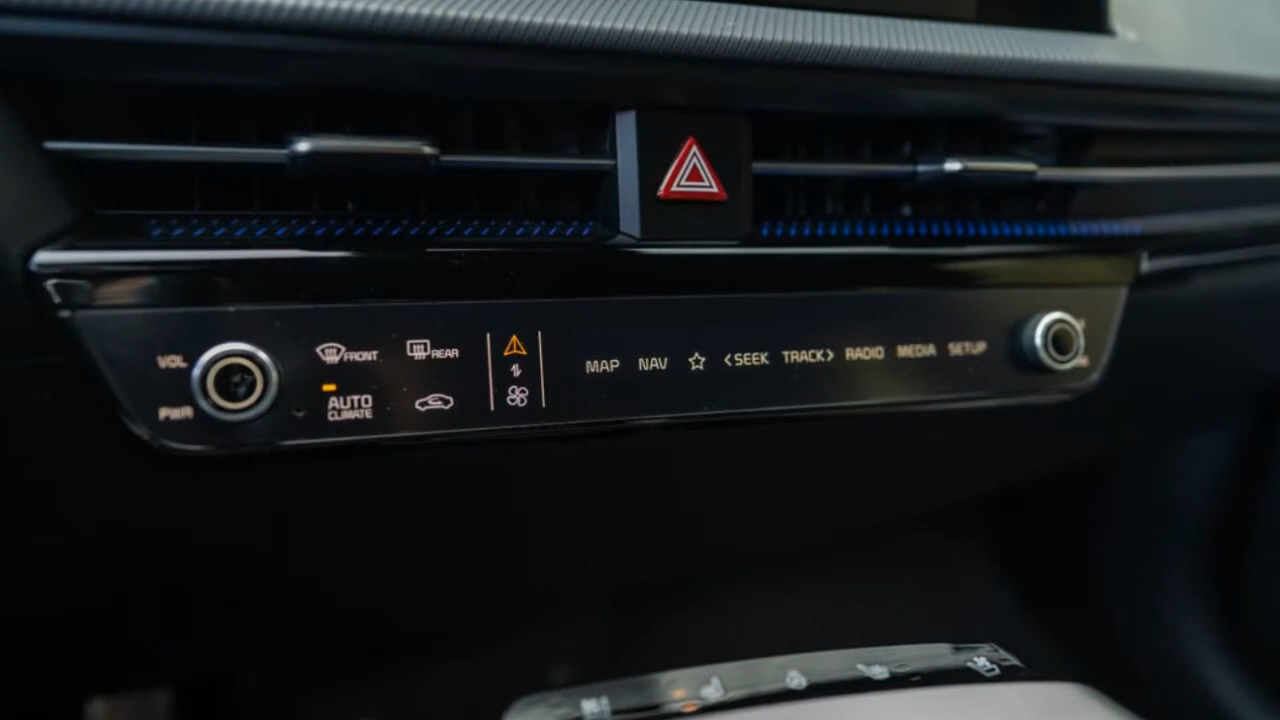 VOL
PWR
FRONT
REAR
AUTO
CLIMATE
MAP NAV <SEEK TRACK> RADIO MEDIA SETUP